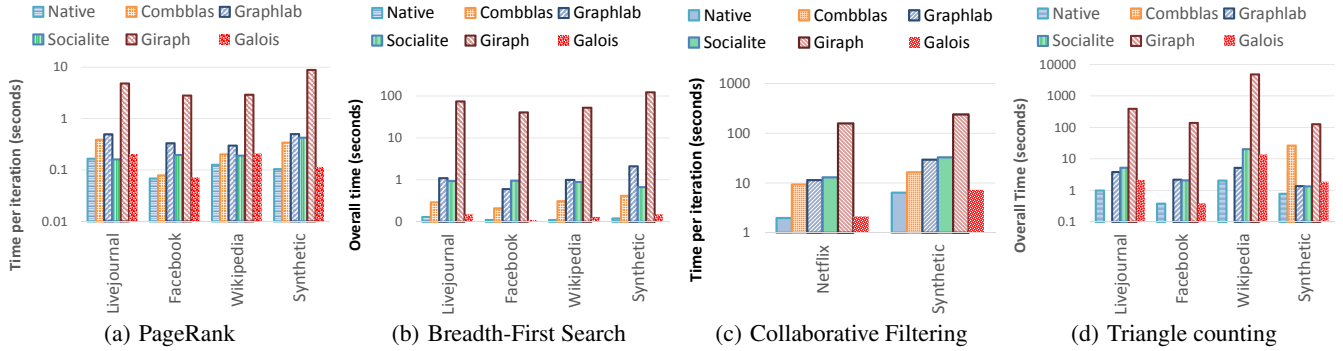 Native Combblas Graphlab
Socialite Giraph Galois
Time per iteration (seconds)
10
1
0.1
0.01
Livejournal
Facebook
Wikipedia
Synthetic
(a) PageRank
Native Combblas Graphlab
Socialite Giraph Galois
Overall time (seconds)
100
10
1
0
Livejournal
Facebook
Wikipedia
Synthetic
(b) Breadth-First Search
Native Combblas Graphlab
Socialite Giraph Galois
Time per iteration (seconds)
1000
100
10
1
Netflix
Synthetic
(c) Collaborative Filtering
Native Combblas Graphlab
Socialite Giraph Galois
Overall Time (seconds)
10000
1000
100
10
1
0.1
Livejournal
Facebook
Wikipedia
Synthetic
(d) Triangle counting